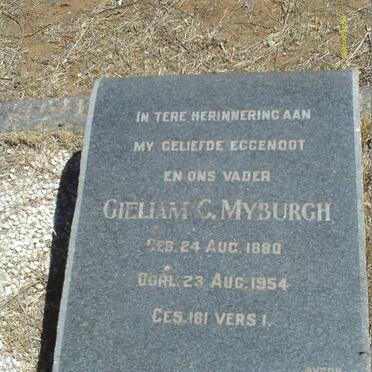 IN TERE HERINNERING AAN
MY GELIEFDE EGGENOOT
EN ONS VADER
GIELIAM C. MYBURGH
GEB. 24 AUG. 1880
OORL. 23 AUG. 1954
GES. 181 VERS 1.